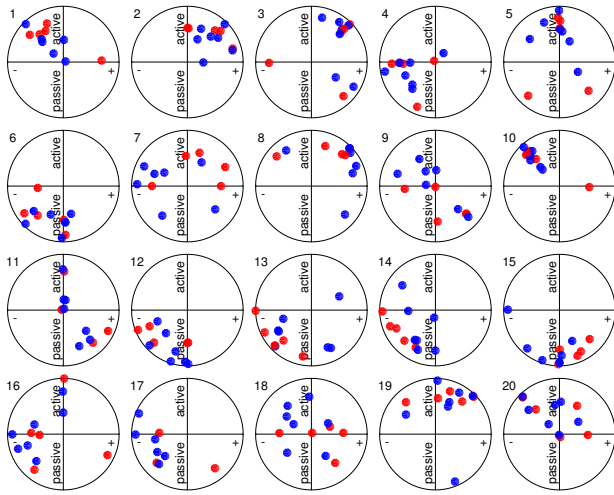 1 active - + passive
2 active - + passive
3 active - + passive
4 active - + passive
5 active - + passive
6 active - + passive
7 active - + passive
8 active - + passive
9 active - + passive
10 active - + passive
11 active - + passive
12 active - + passive
13 active - + passive
14 active - + passive
15 active - + passive
16 active - + passive
17 active - + passive
18 active - + passive
19 active - + passive
20 active - + passive